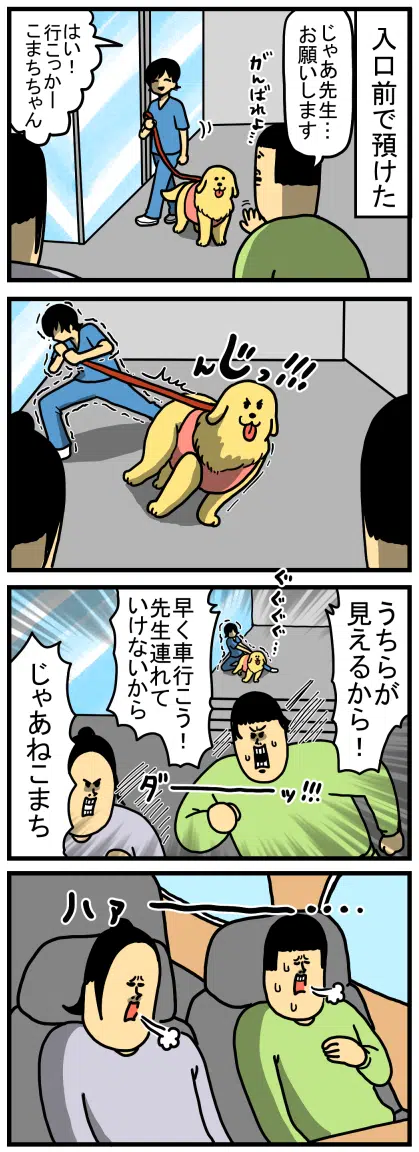 入口前で預けた
じゃあ先生…
お願いします
がんばれよ…
はい!
行こっかー
こまちちゃん
んじっ!!!
ぐぐぐぐ…
うちらが
見えるから!
早く車行こう!
先生連れて
いけないから
じゃあねこまち
ダーーッ!!!
ハァーーー‥‥